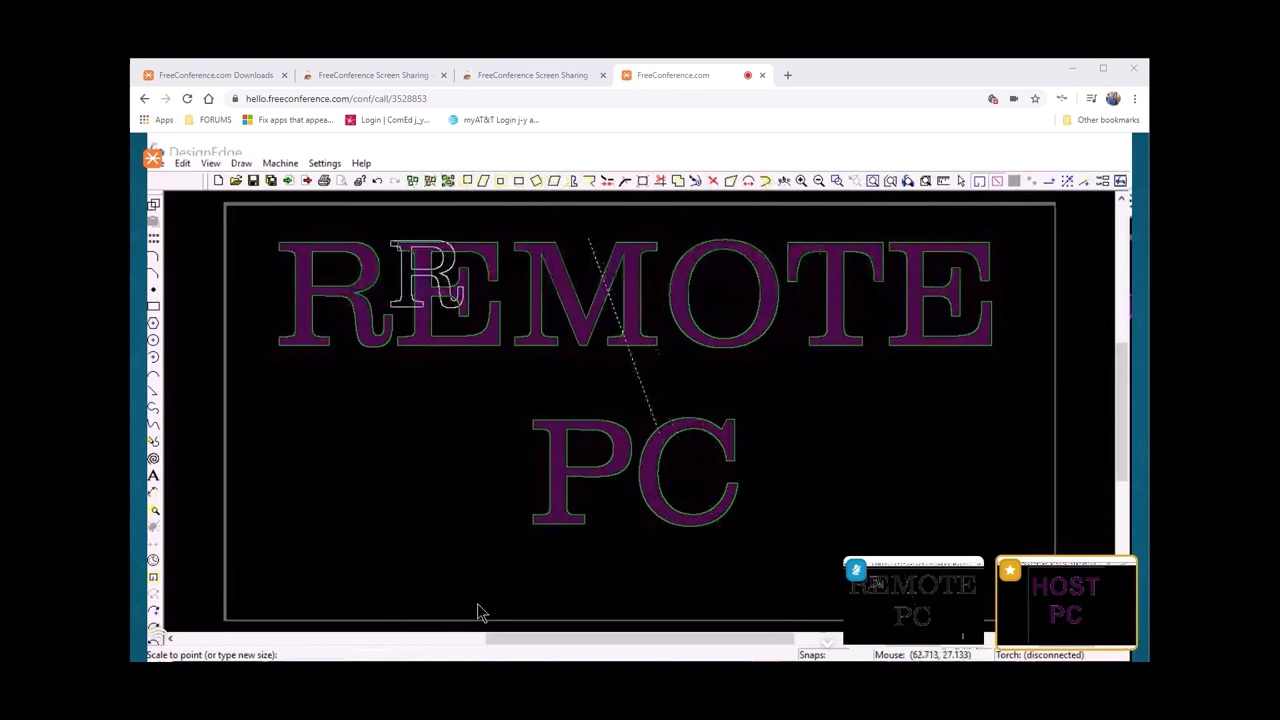 FreeConference.com Downloads
FreeConference Screen Sharing -
FreeConference Screen Sharing -
FreeConference.com
hello.freeconference.com/conf/call/3528853
Apps
FORUMS
Fix apps that appea...
Login | ComEd j_y...
myAT&T Login j-y a...
Other bookmarks
DesignEdge
Edit View Draw Machine Settings Help
REMOTE
R
PC
REMOTE
PC
HOST
PC
Scale to point (or type new size):
Snaps:
Mouse: (62.713, 27.133)
Torch: (disconnected)